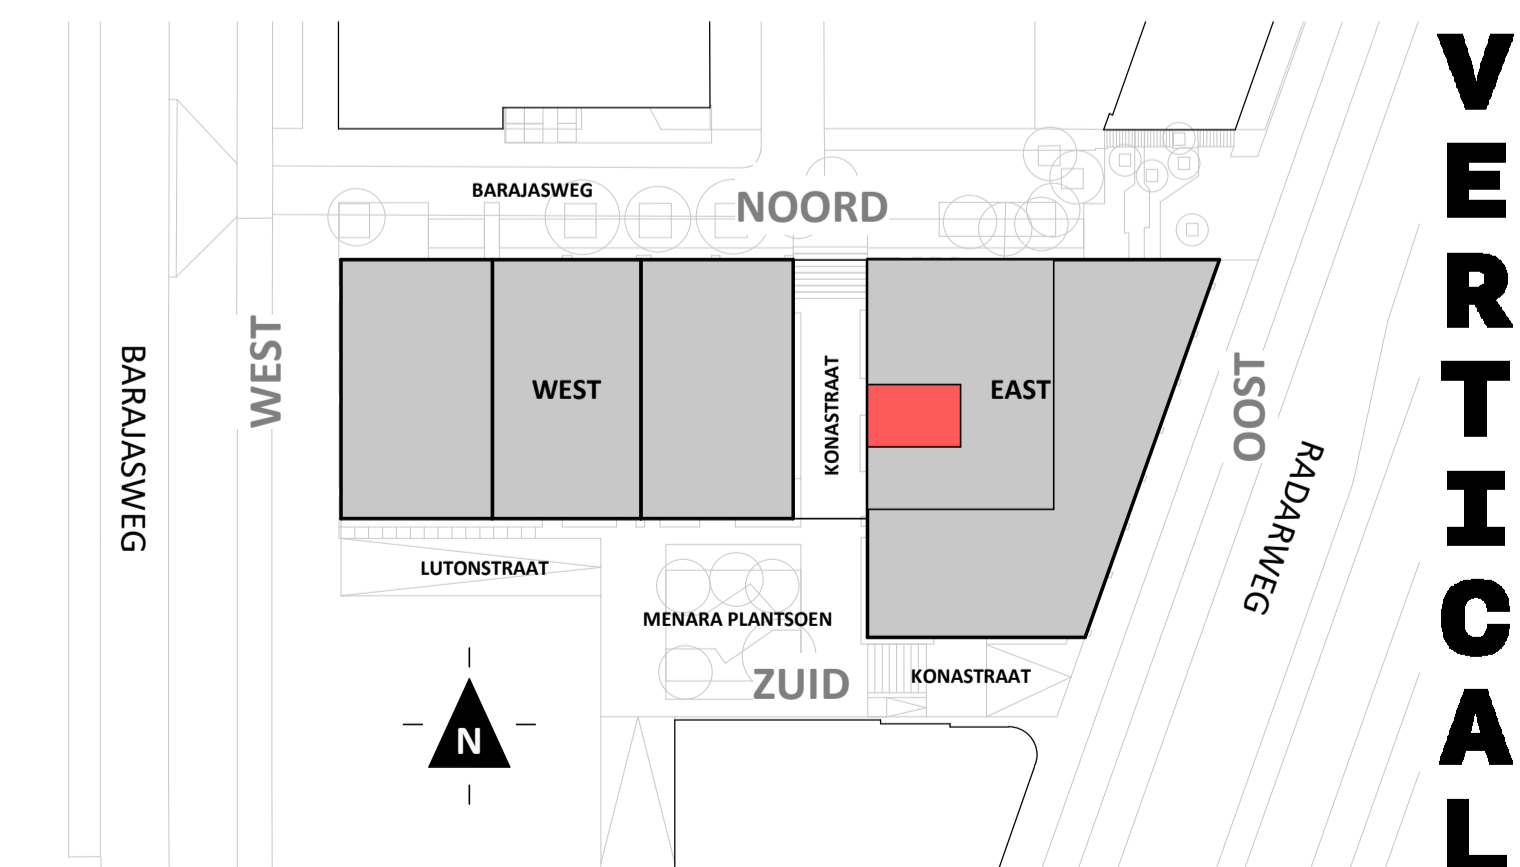 BARAJASWEG
NOORD
BARAJASWEG
WEST
WEST
KONASTRAAT
EAST
OOST
RADARWEG
LUTONSTRAAT
MENARA PLANTSOEN
ZUID
KONASTRAAT
N
VERTICAL